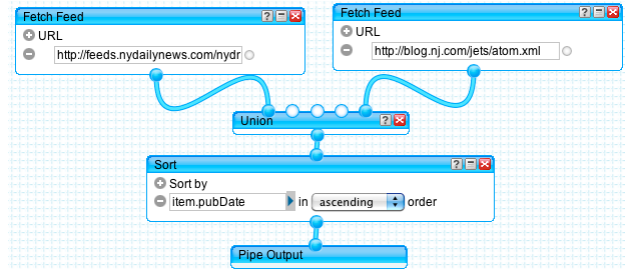 Fetch Feed
URL
http://feeds.nydailynews.com/nydr
Fetch Feed
URL
http://blog.nj.com/jets/atom.xml
Union
Sort
Sort by
item.pubDate in ascending order
Pipe Output